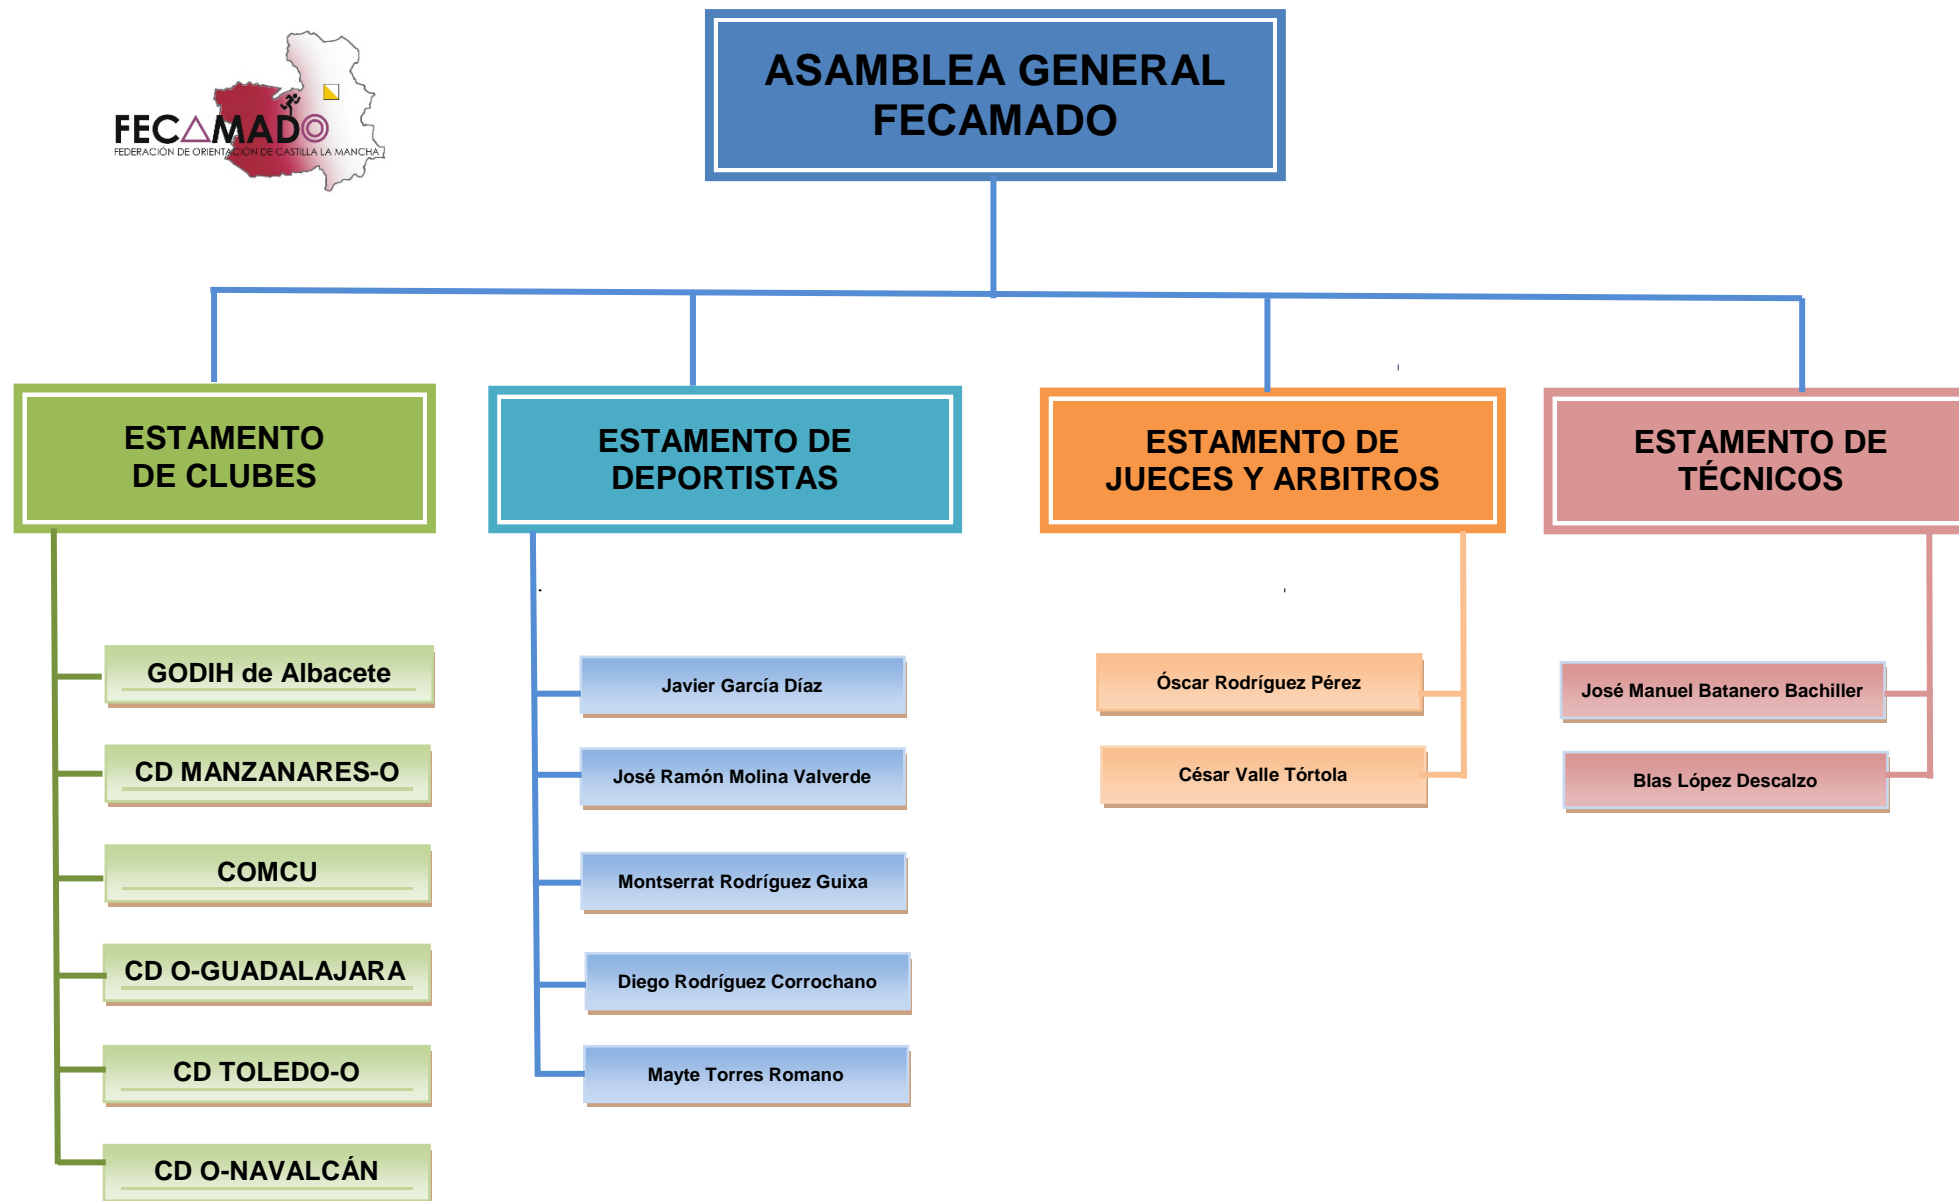 FECAMADO
FEDERACIÓN DE ORIENTACIÓN DE CASTILLA LA MANCHA
ASAMBLEA GENERAL
FECAMADO
ESTAMENTO
DE CLUBES
GODIH de Albacete
CD MANZANARES-O
COMCU
CD O-GUADALAJARA
CD TOLEDO-O
CD O-NAVALCÁN
ESTAMENTO DE
DEPORTISTAS
Javier García Díaz
José Ramón Molina Valverde
Montserrat Rodríguez Guixa
Diego Rodríguez Corrochano
Mayte Torres Romano
ESTAMENTO DE
JUECES Y ARBITROS
Óscar Rodríguez Pérez
César Valle Tórtola
ESTAMENTO DE
TÉCNICOS
José Manuel Batanero Bachiller
Blas López Descalzo